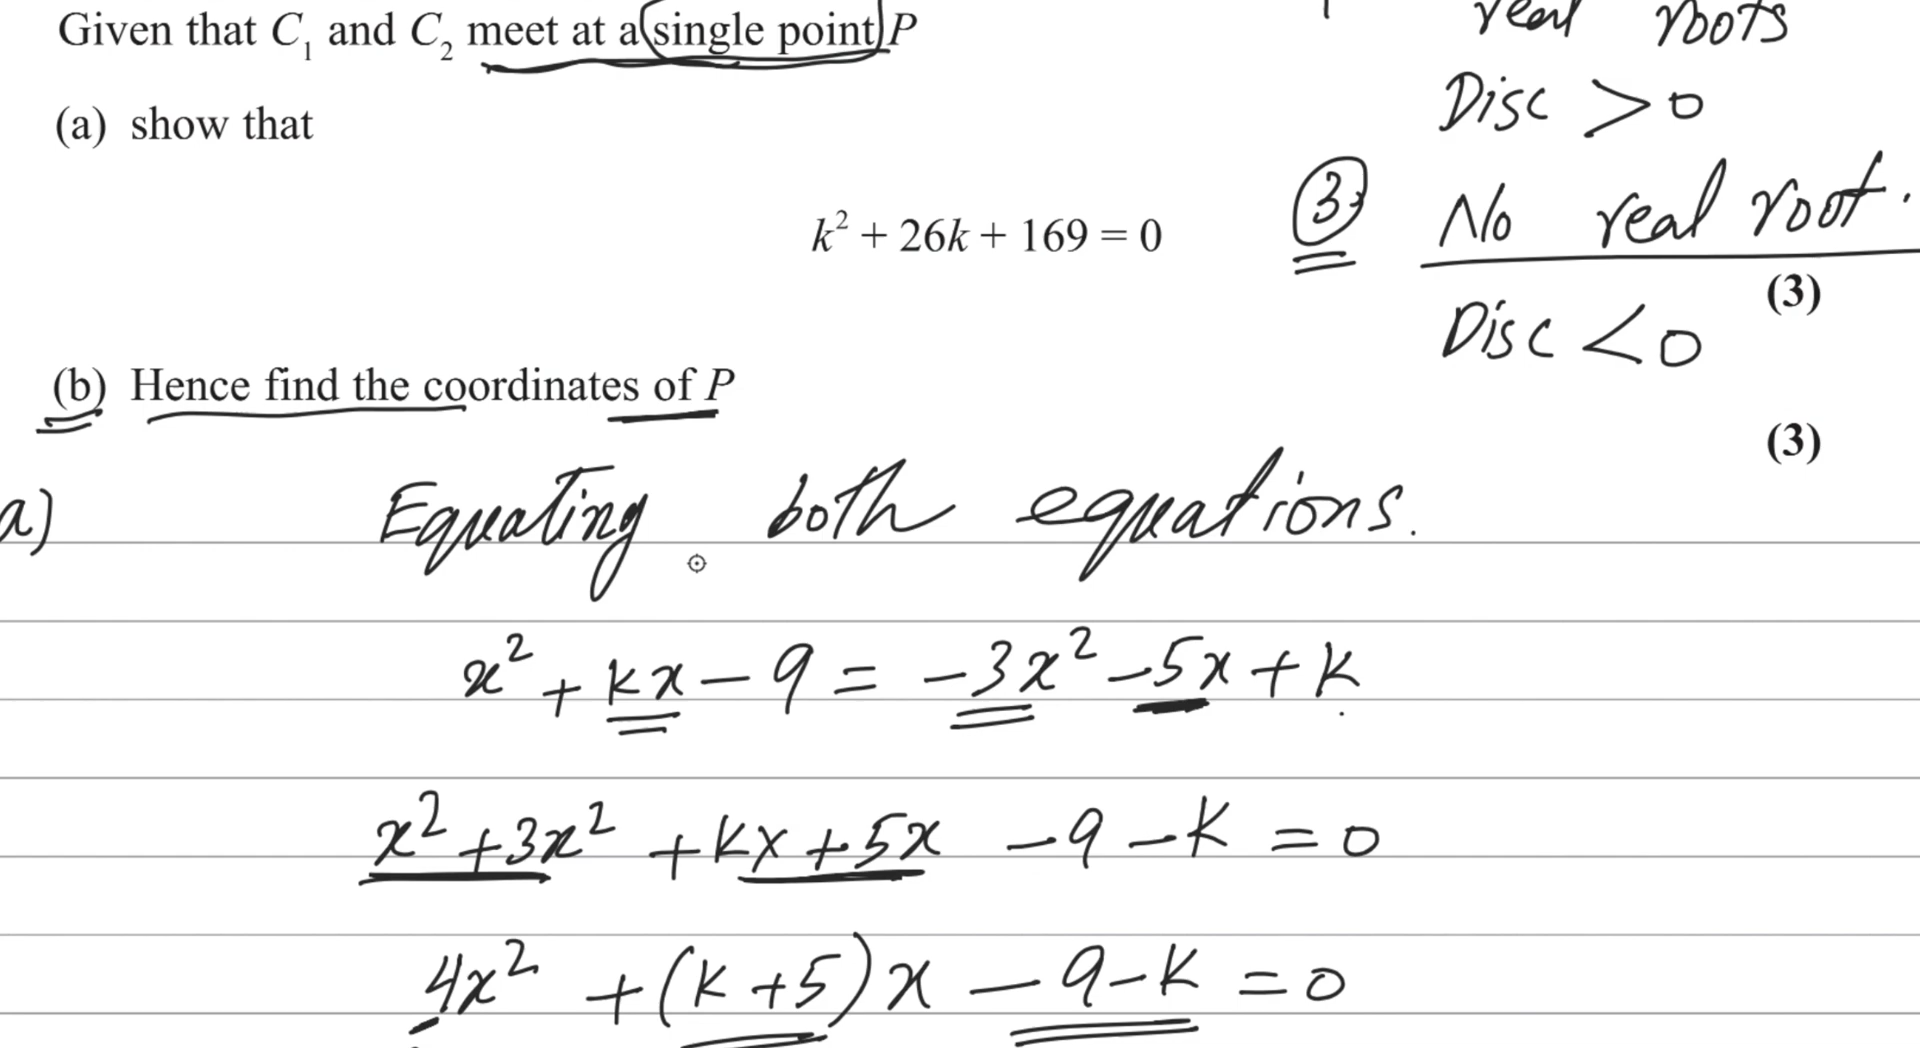 Given that C₁ and C₂ meet at a single point P
real roots
(a) show that
Disc > 0
k² + 26k + 169 = 0
3
No real root.
(3)
Disc < 0
(b) Hence find the coordinates of P
(3)
a) Equating both equations.
x² + kx − 9 = −3x² − 5x + k
x² + 3x² + kx + 5x − 9 − k = 0
4x² + (k + 5)x − 9 − k = 0